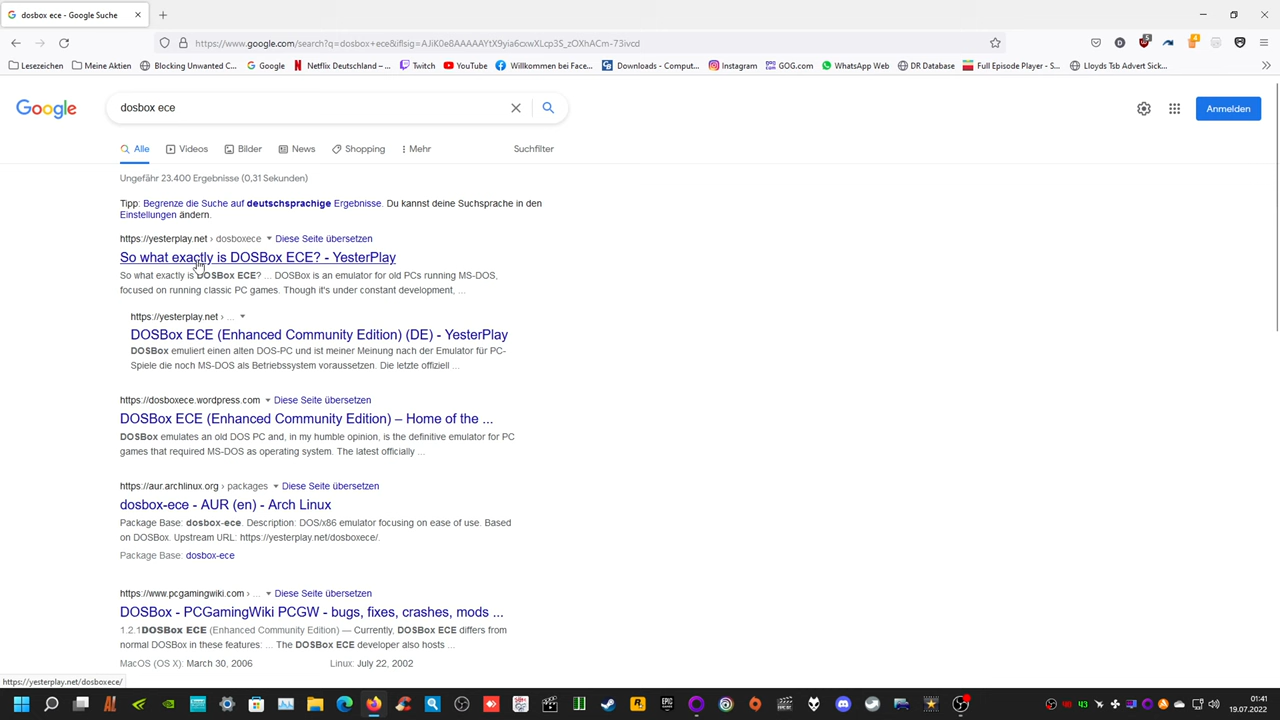 dosbox ece - Google Suche
https://www.google.com/search?q=dosbox+ece&iflsig=AJiK0e8AAAAAYtX9yia6cxwXLcp3S_zOXhACm-73ivcd
Lesezeichen Meine Aktien Blocking Unwanted C... Google Netflix Deutschland – ... Twitch YouTube Willkommen bei Face... Downloads - Comput... Instagram GOG.com WhatsApp Web DR Database Full Episode Player - S... Lloyds Tsb Advert Sick...
Google
dosbox ece
Anmelden
Alle Videos Bilder News Shopping Mehr Suchfilter
Ungefähr 23.400 Ergebnisse (0,31 Sekunden)
Tipp: Begrenze die Suche auf deutschsprachige Ergebnisse. Du kannst deine Suchsprache in den
Einstellungen ändern.
https://yesterplay.net › dosboxece Diese Seite übersetzen
So what exactly is DOSBox ECE? - YesterPlay
So what exactly is DOSBox ECE? ... DOSBox is an emulator for old PCs running MS-DOS,
focused on running classic PC games. Though it's under constant development, ...
https://yesterplay.net › ...
DOSBox ECE (Enhanced Community Edition) (DE) - YesterPlay
DOSBox emuliert einen alten DOS-PC und ist meiner Meinung nach der Emulator für PC-
Spiele die noch MS-DOS als Betriebssystem voraussetzen. Die letzte offiziell ...
https://dosboxece.wordpress.com Diese Seite übersetzen
DOSBox ECE (Enhanced Community Edition) – Home of the ...
DOSBox emulates an old DOS PC and, in my humble opinion, is the definitive emulator for PC
games that required MS-DOS as operating system. The latest officially ...
https://aur.archlinux.org › packages Diese Seite übersetzen
dosbox-ece - AUR (en) - Arch Linux
Package Base: dosbox-ece. Description: DOS/x86 emulator focusing on ease of use. Based
on DOSBox. Upstream URL: https://yesterplay.net/dosboxece/.
Package Base: dosbox-ece
https://www.pcgamingwiki.com › ... Diese Seite übersetzen
DOSBox - PCGamingWiki PCGW - bugs, fixes, crashes, mods ...
1.2.1DOSBox ECE (Enhanced Community Edition) — Currently, DOSBox ECE differs from
normal DOSBox in these features: ... The DOSBox ECE developer also hosts ...
MacOS (OS X): March 30, 2006 Linux: July 22, 2002
https://yesterplay.net/dosboxece/
01:41
19.07.2022